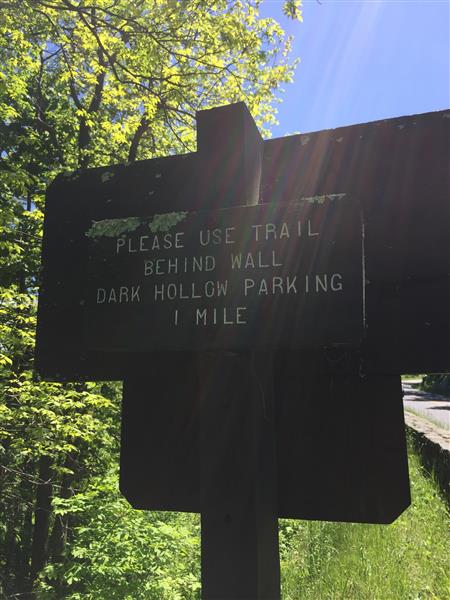 PLEASE USE TRAIL
BEHIND WALL
DARK HOLLOW PARKING
1 MILE